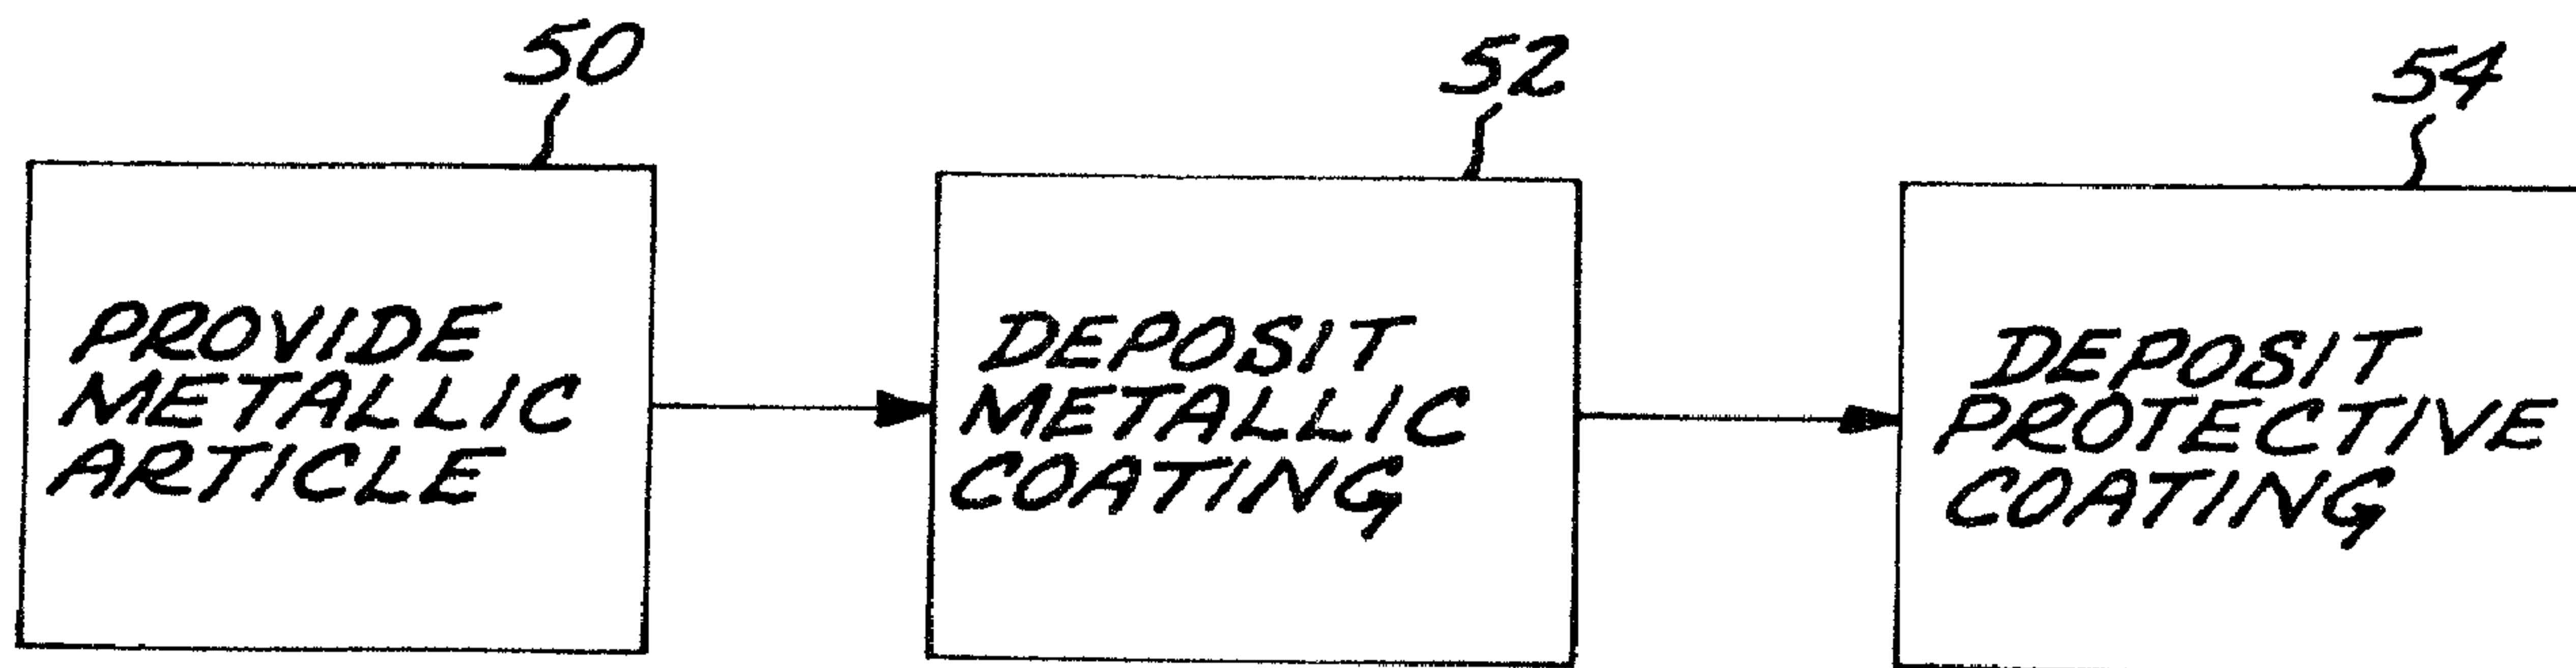 50
52
54
PROVIDE
METALLIC
ARTICLE
DEPOSIT
METALLIC
COATING
DEPOSIT
PROTECTIVE
COATING